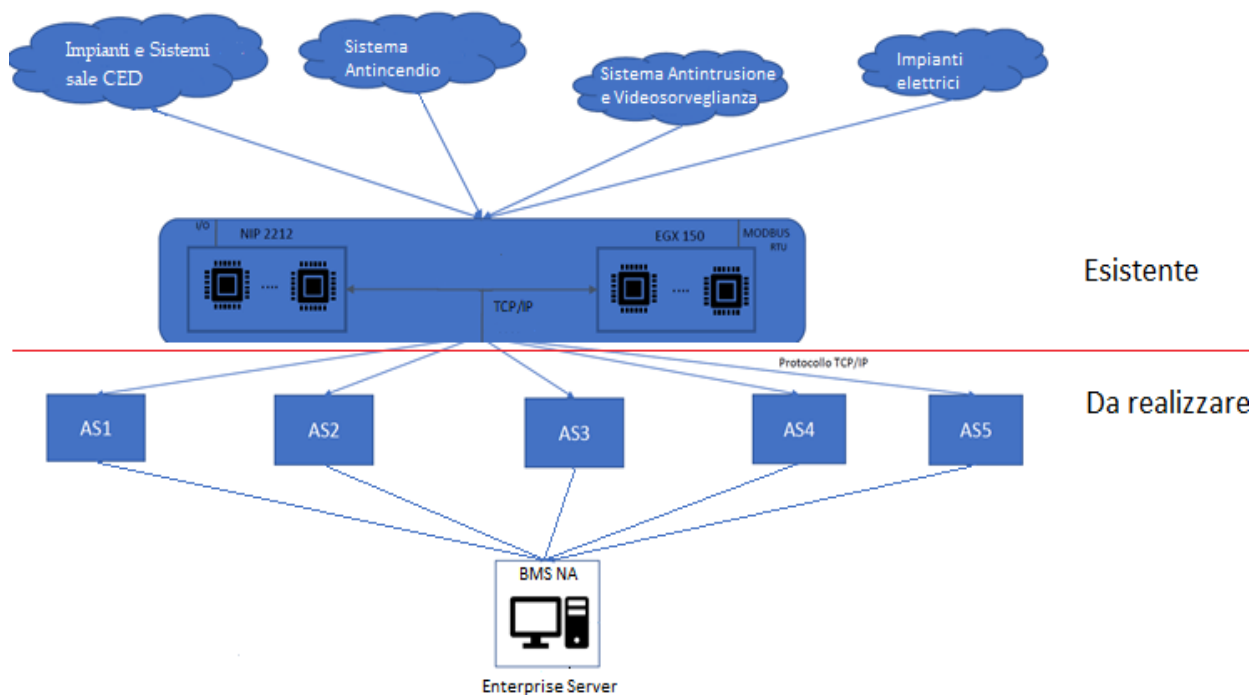 Impianti e Sistemi
sale CED
Sistema
Antincendio
Sistema Antintrusione
e Videosorveglianza
Impianti
elettrici
I/O
NIP 2212
EGX 150
MODBUS
RTU
TCP/IP
Esistente
Protocollo TCP/IP
Da realizzare
AS1
AS2
AS3
AS4
AS5
BMS NA
Enterprise Server